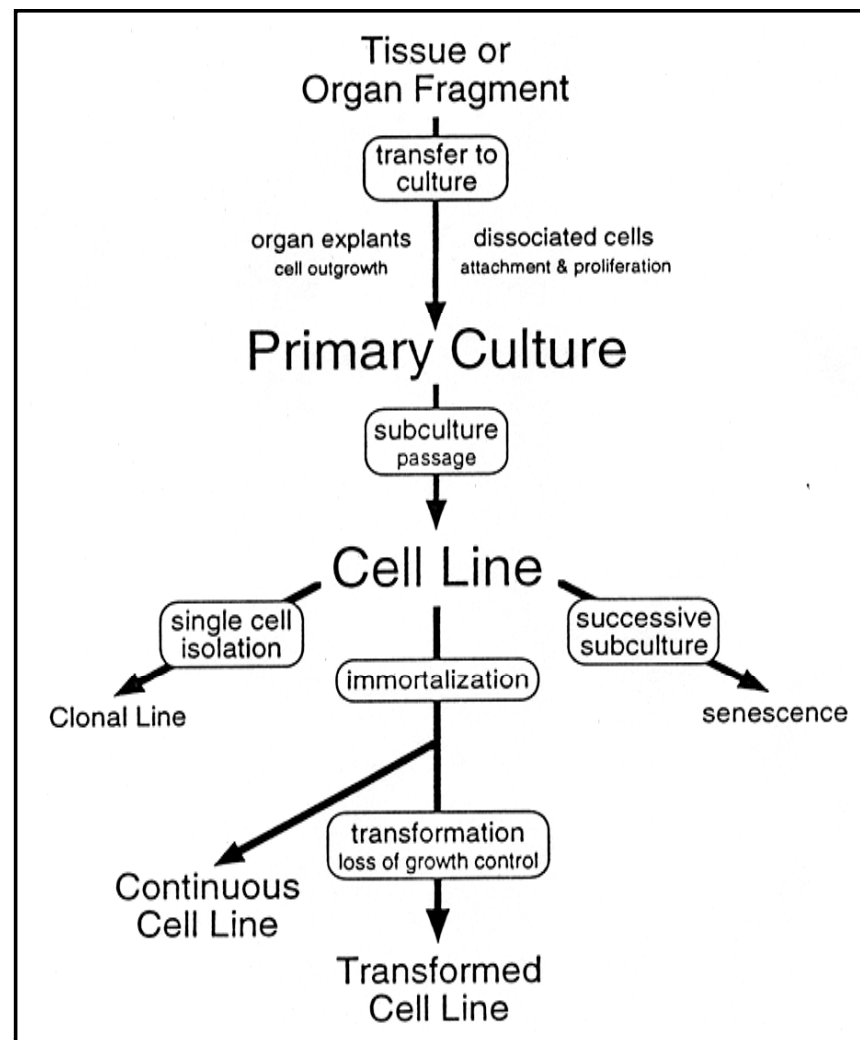 Tissue or
Organ Fragment
transfer to
culture
organ explants
cell outgrowth
dissociated cells
attachment & proliferation
Primary Culture
subculture
passage
Cell Line
single cell
isolation
successive
subculture
immortalization
Clonal Line
senescence
transformation
loss of growth control
Continuous
Cell Line
Transformed
Cell Line